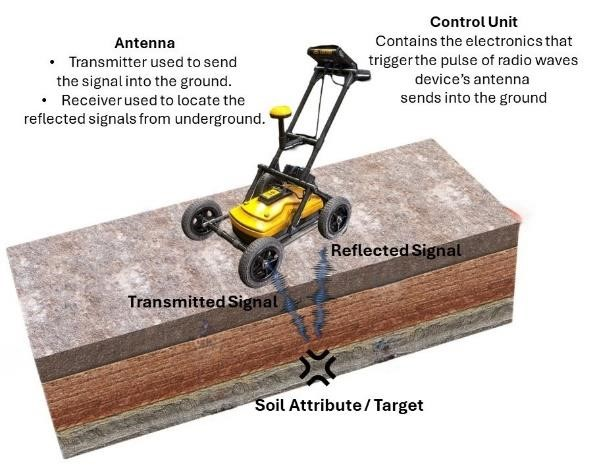 Antenna
• Transmitter used to send
the signal into the ground.
• Receiver used to locate the
reflected signals from underground.
Control Unit
Contains the electronics that
trigger the pulse of radio waves
device’s antenna
sends into the ground
Reflected Signal
Transmitted Signal
Soil Attribute / Target